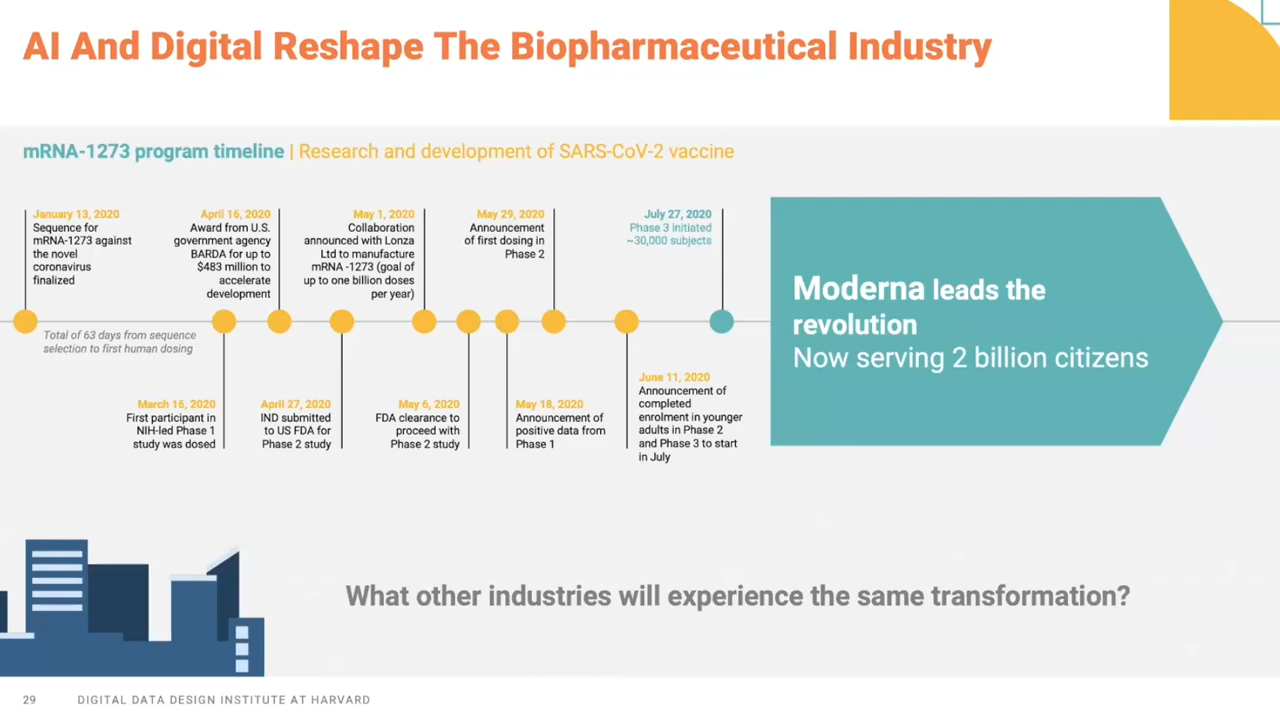 AI And Digital Reshape The Biopharmaceutical Industry
mRNA-1273 program timeline | Research and development of SARS-CoV-2 vaccine
January 13, 2020
Sequence for
mRNA-1273 against
the novel
coronavirus
finalized
April 16, 2020
Award from U.S.
government agency
BARDA for up to
$483 million to
accelerate
development
May 1, 2020
Collaboration
announced with Lonza
Ltd to manufacture
mRNA -1273 (goal of
up to one billion doses
per year)
May 29, 2020
Announcement
of first dosing in
Phase 2
July 27, 2020
Phase 3 initiated
~30,000 subjects
Total of 63 days from sequence
selection to first human dosing
March 16, 2020
First participant in
NIH-led Phase 1
study was dosed
April 27, 2020
IND submitted
to US FDA for
Phase 2 study
May 6, 2020
FDA clearance to
proceed with
Phase 2 study
May 18, 2020
Announcement of
positive data from
Phase 1
June 11, 2020
Announcement of
completed
enrolment in younger
adults in Phase 2
and Phase 3 to start
in July
Moderna leads the
revolution
Now serving 2 billion citizens
What other industries will experience the same transformation?
29 DIGITAL DATA DESIGN INSTITUTE AT HARVARD